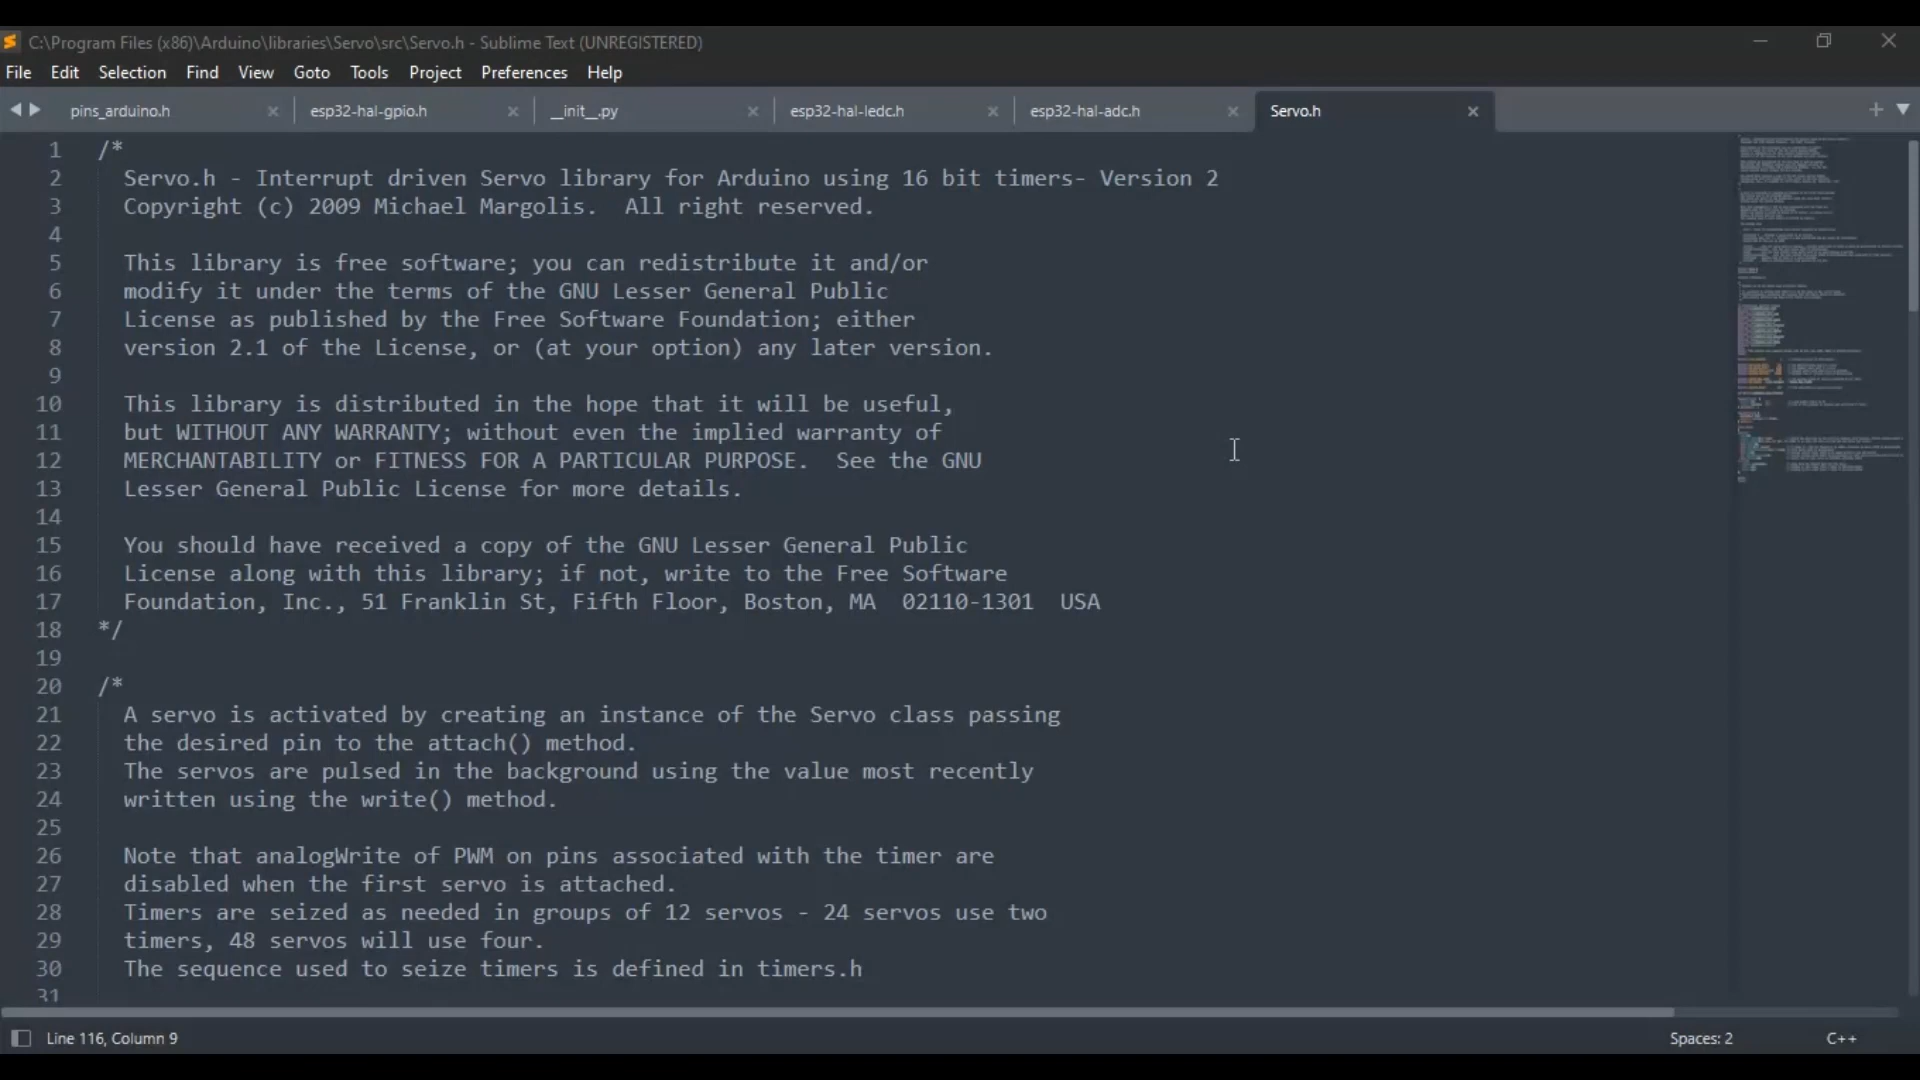 C:\Program Files (x86)\Arduino\libraries\Servo\src\Servo.h - Sublime Text (UNREGISTERED)
File Edit Selection Find View Goto Tools Project Preferences Help
pins_arduino.h esp32-hal-gpio.h __init__.py esp32-hal-ledc.h esp32-hal-adc.h Servo.h
1 /*
2 Servo.h - Interrupt driven Servo library for Arduino using 16 bit timers- Version 2
3 Copyright (c) 2009 Michael Margolis.  All right reserved.
4
5 This library is free software; you can redistribute it and/or
6 modify it under the terms of the GNU Lesser General Public
7 License as published by the Free Software Foundation; either
8 version 2.1 of the License, or (at your option) any later version.
9
10 This library is distributed in the hope that it will be useful,
11 but WITHOUT ANY WARRANTY; without even the implied warranty of
12 MERCHANTABILITY or FITNESS FOR A PARTICULAR PURPOSE.  See the GNU
13 Lesser General Public License for more details.
14
15 You should have received a copy of the GNU Lesser General Public
16 License along with this library; if not, write to the Free Software
17 Foundation, Inc., 51 Franklin St, Fifth Floor, Boston, MA  02110-1301  USA
18 */
19
20 /*
21 A servo is activated by creating an instance of the Servo class passing
22 the desired pin to the attach() method.
23 The servos are pulsed in the background using the value most recently
24 written using the write() method.
25
26 Note that analogWrite of PWM on pins associated with the timer are
27 disabled when the first servo is attached.
28 Timers are seized as needed in groups of 12 servos - 24 servos use two
29 timers, 48 servos will use four.
30 The sequence used to seize timers is defined in timers.h
31
Line 116, Column 9 Spaces: 2 C++